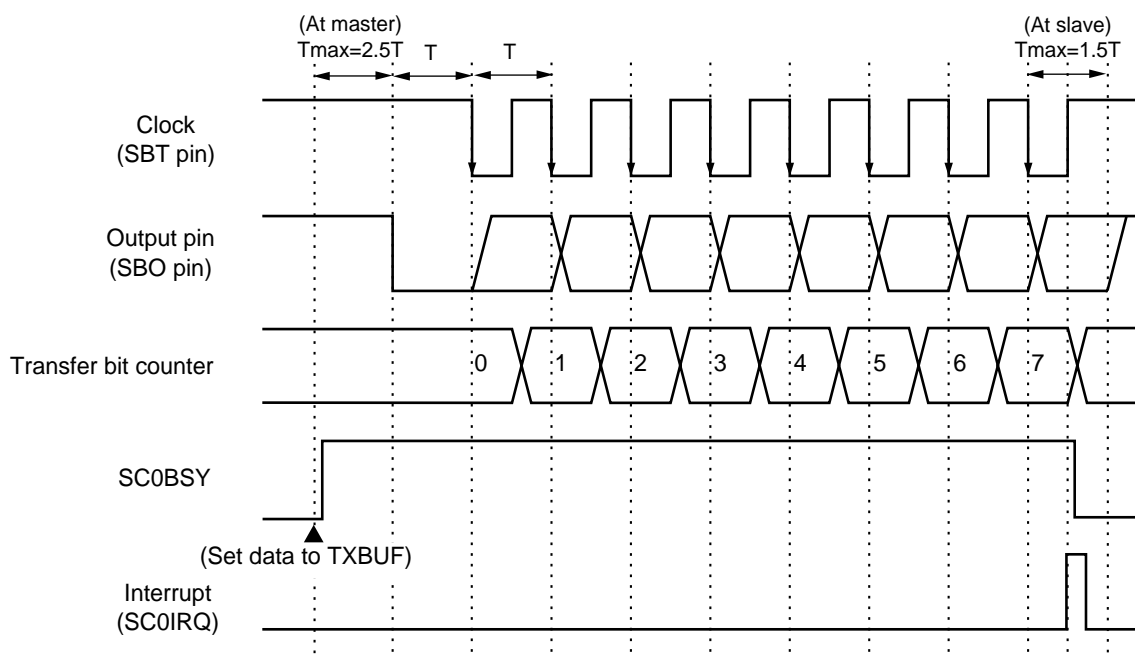 (At master)
Tmax=2.5T
T
T
(At slave)
Tmax=1.5T
Clock
(SBT pin)
Output pin
(SBO pin)
Transfer bit counter
0 1 2 3 4 5 6 7
SC0BSY
(Set data to TXBUF)
Interrupt
(SC0IRQ)